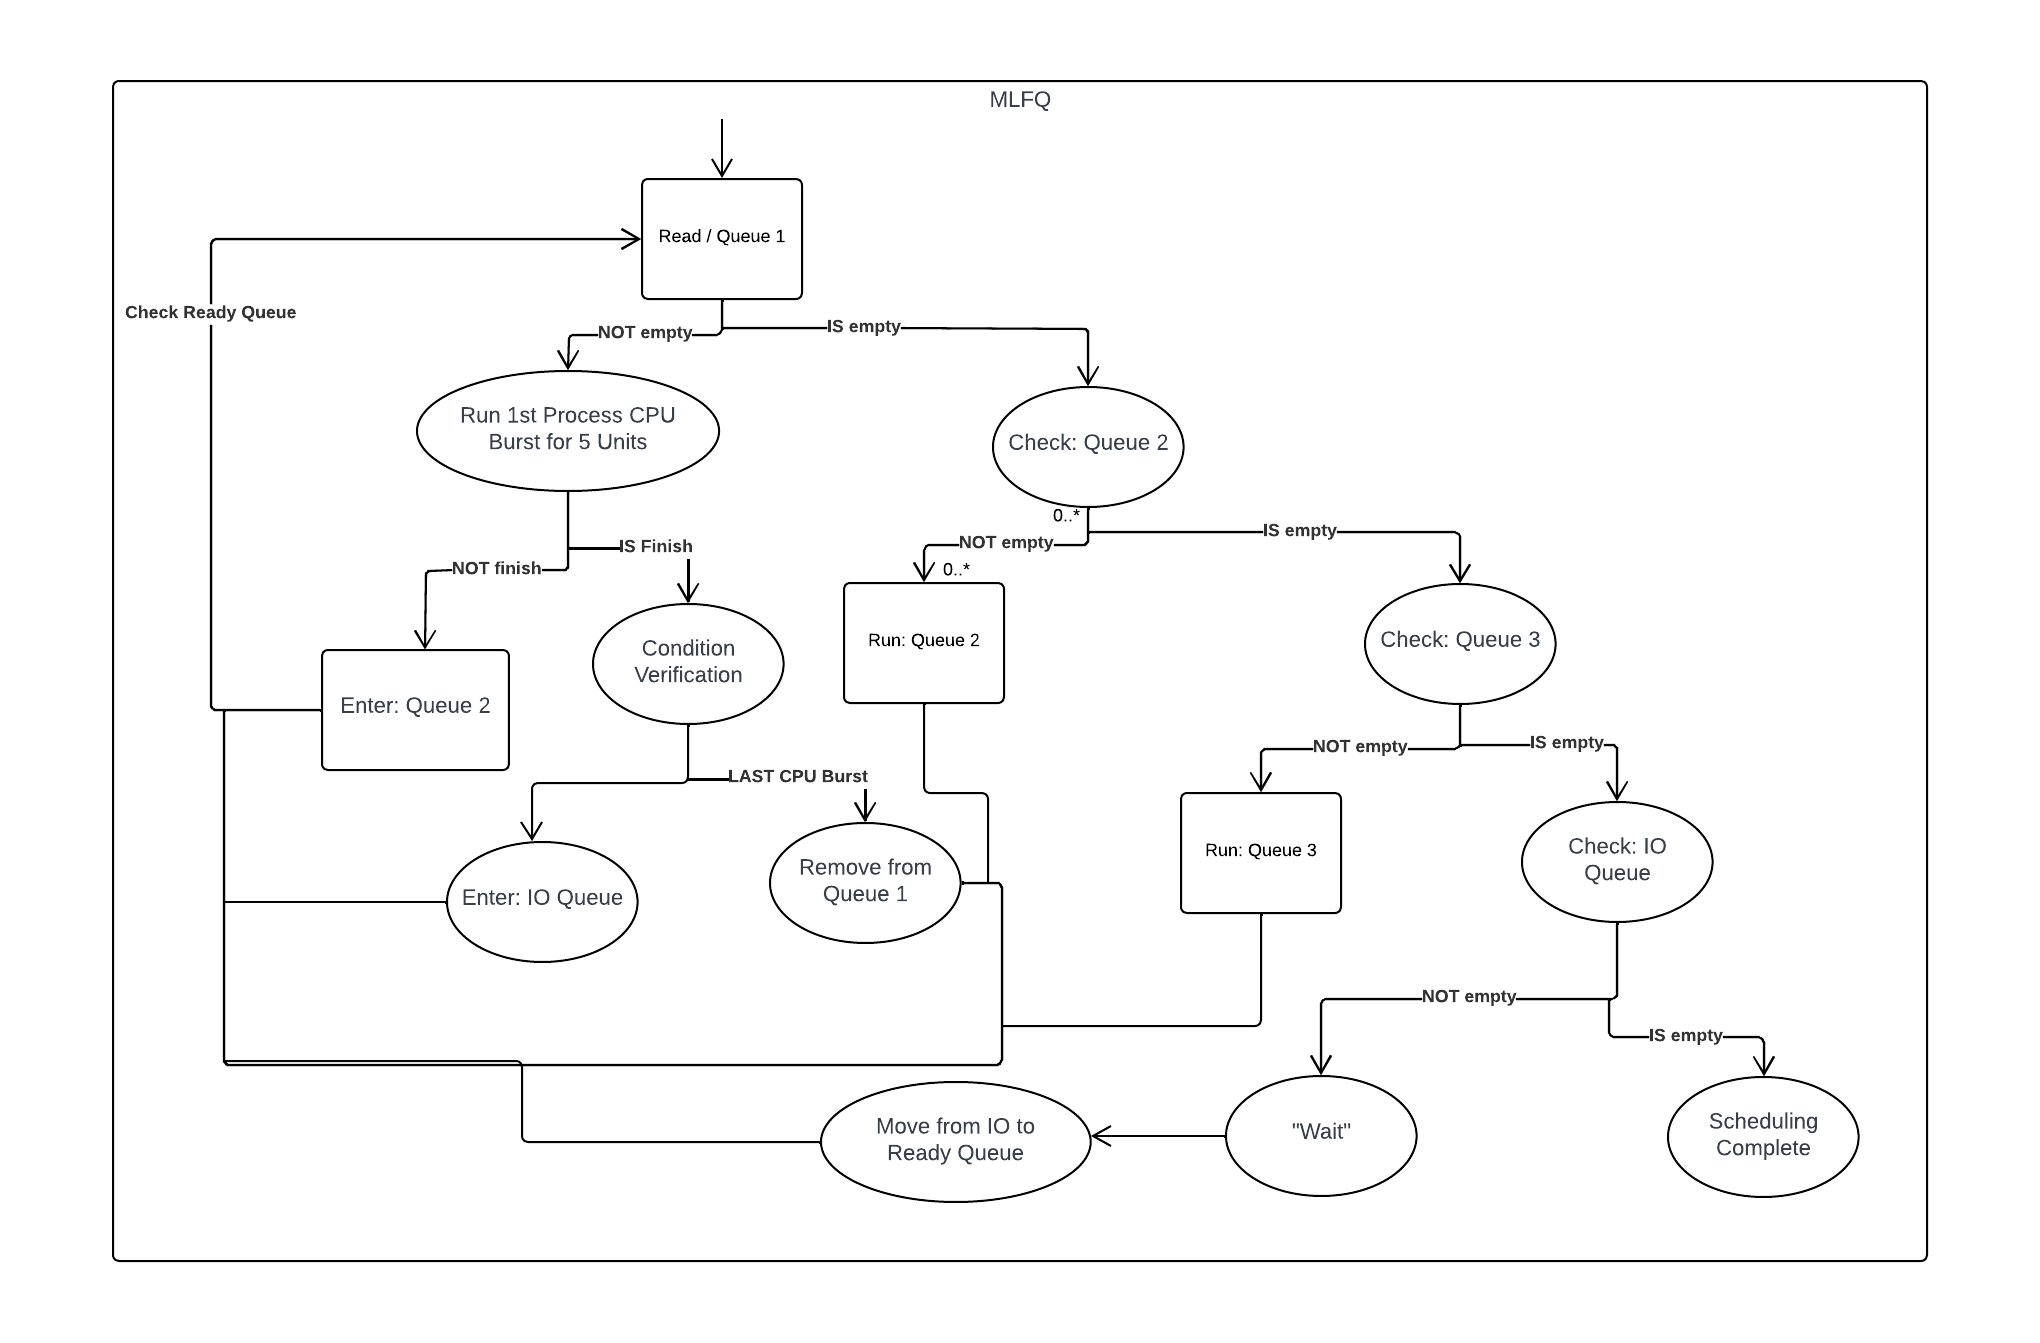 MLFQ
Read / Queue 1
Check Ready Queue
NOT empty
IS empty
Run 1st Process CPU
Burst for 5 Units
Check: Queue 2
0..*
NOT empty
IS empty
0..*
IS Finish
NOT finish
Condition
Verification
Run: Queue 2
Check: Queue 3
Enter: Queue 2
NOT empty
IS empty
LAST CPU Burst
Run: Queue 3
Check: IO
Queue
Remove from
Queue 1
Enter: IO Queue
NOT empty
IS empty
Move from IO to
Ready Queue
"Wait"
Scheduling
Complete